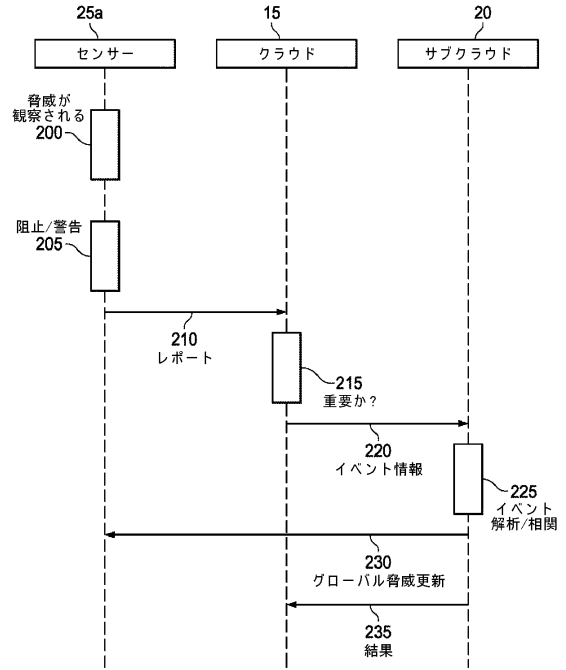 25a
15
20
センサー
クラウド
サブクラウド
脅威が
観察される
200
阻止/警告
205
210
レポート
215
重要か?
220
イベント情報
225
イベント
解析/相関
230
グローバル脅威更新
235
結果